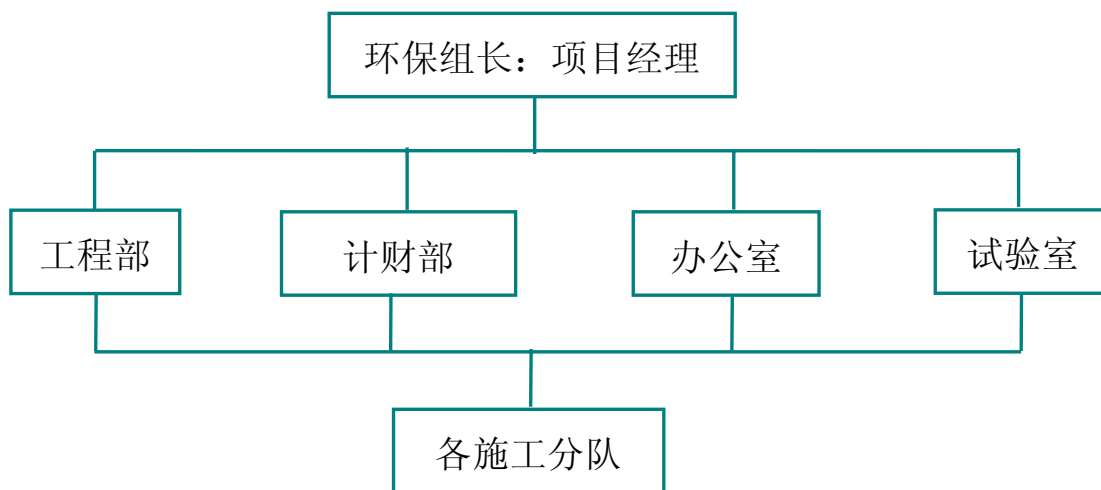 环保组长：项目经理
工程部
计财部
办公室
试验室
各施工分队